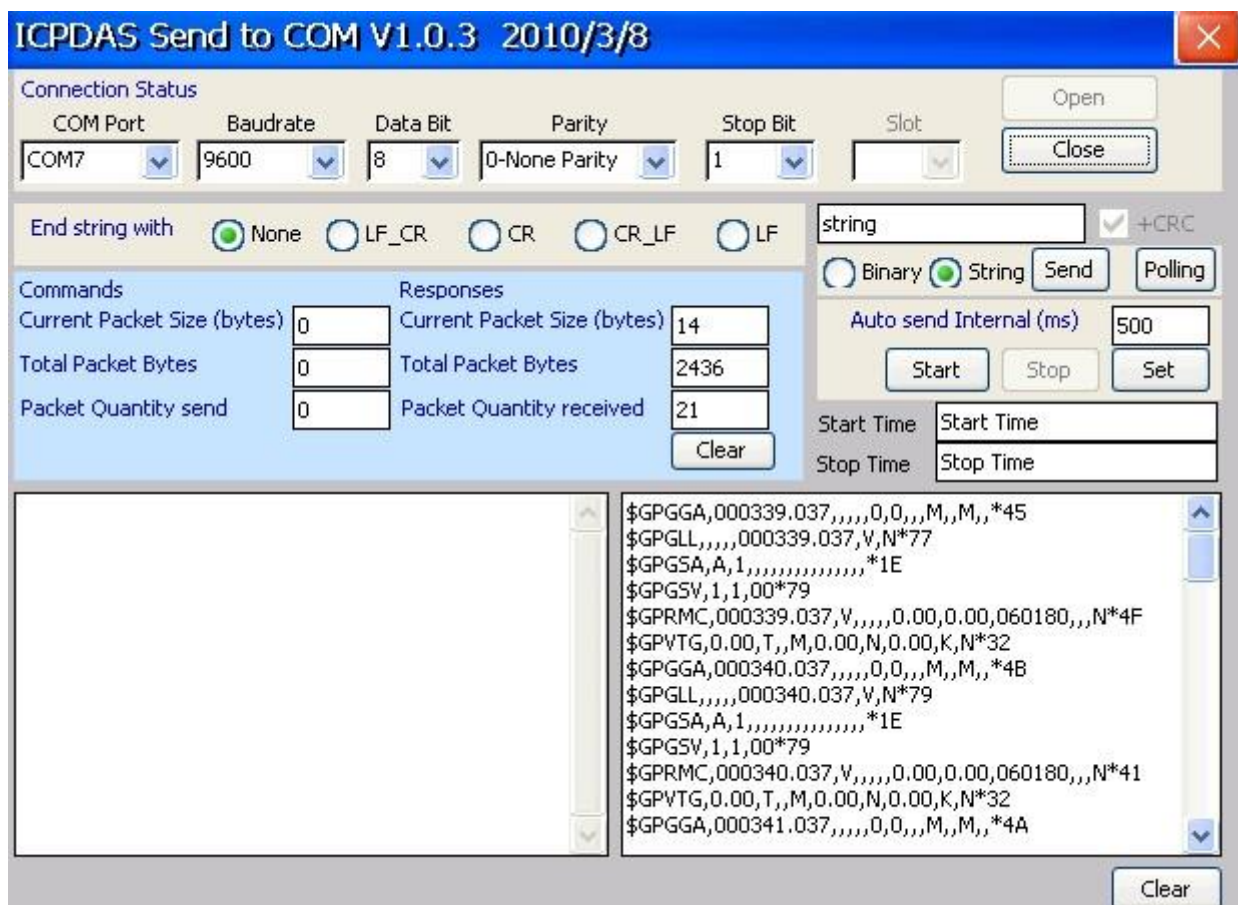 ICPDAS Send to COM V1.0.3 2010/3/8
Connection Status
COM Port Baudrate Data Bit Parity Stop Bit Slot Open
COM7 9600 8 0-None Parity 1 Close
End string with None LF_CR CR CR_LF LF string +CRC
Binary String Send Polling
Commands Responses
Current Packet Size (bytes) 0 Current Packet Size (bytes) 14 Auto send Internal (ms) 500
Total Packet Bytes 0 Total Packet Bytes 2436 Start Stop Set
Packet Quantity send 0 Packet Quantity received 21 Start Time Start Time
Clear Stop Time Stop Time
$GPGGA,000339.037,,,,,0,0,,,M,,M,,*45
$GPGLL,,,,,000339.037,V,N*77
$GPGSA,A,1,,,,,,,,,,,,,,,*1E
$GPGSV,1,1,00*79
$GPRMC,000339.037,V,,,,,0.00,0.00,060180,,,N*4F
$GPVTG,0.00,T,,M,0.00,N,0.00,K,N*32
$GPGGA,000340.037,,,,,0,0,,,M,,M,,*4B
$GPGLL,,,,,000340.037,V,N*79
$GPGSA,A,1,,,,,,,,,,,,,,,*1E
$GPGSV,1,1,00*79
$GPRMC,000340.037,V,,,,,0.00,0.00,060180,,,N*41
$GPVTG,0.00,T,,M,0.00,N,0.00,K,N*32
$GPGGA,000341.037,,,,,0,0,,,M,,M,,*4A
Clear